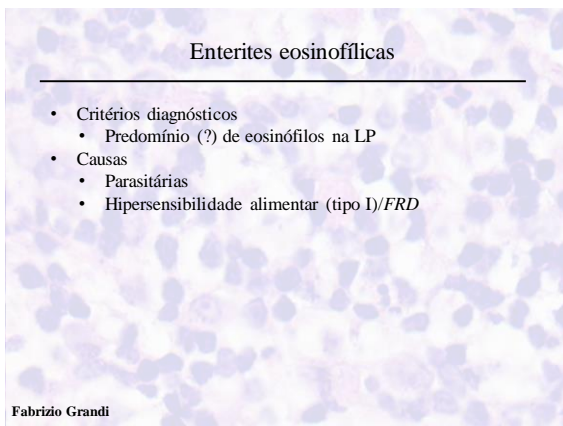 Enterites eosinofílicas
• Critérios diagnósticos
• Predomínio (?) de eosinófilos na LP
• Causas
• Parasitárias
• Hipersensibilidade alimentar (tipo I)/FRD
Fabrizio Grandi